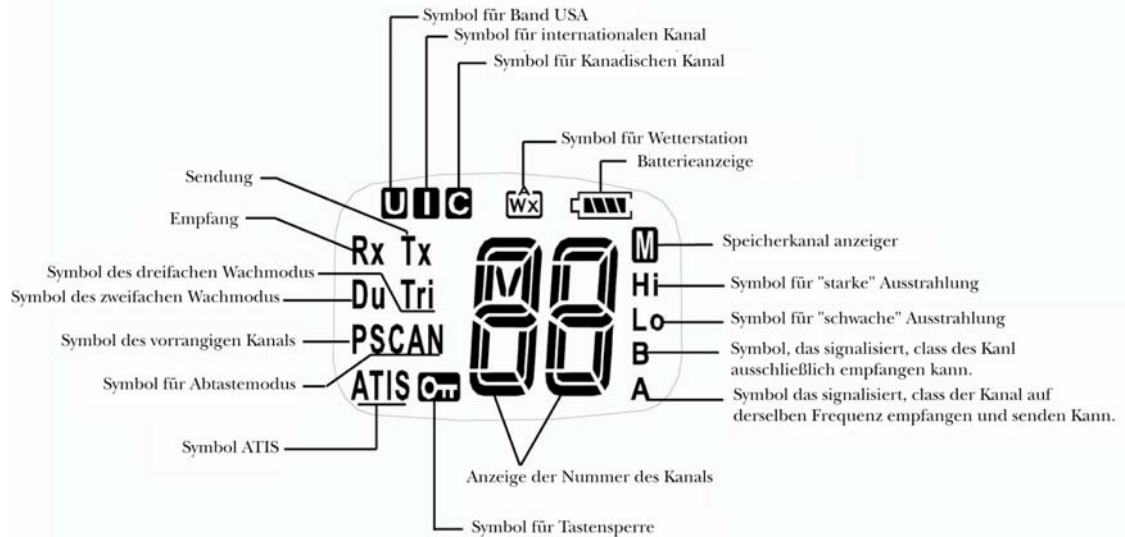 Symbol für Band USA
Symbol für internationalen Kanal
Symbol für Kanadischen Kanal
Symbol für Wetterstation
Batterieanzeige
Sendung
Empfang
Symbol des dreifachen Wachmodus
Symbol des zweifachen Wachmodus
Symbol des vorrangigen Kanals
Symbol für Abtastemodus
Symbol ATIS
U I C
Wx
Rx Tx
Du Tri
PSCAN
ATIS
88
M
Hi
Lo
B
A
Speicherkanal anzeiger
Symbol für "starke" Ausstrahlung
Symbol für "schwache" Ausstrahlung
Symbol, das signalisiert, class des Kanl
ausschließlich empfangen kann.
Symbol das signalisiert, class der Kanal auf
derselben Frequenz empfangen und senden Kann.
Anzeige der Nummer des Kanals
Symbol für Tastensperre